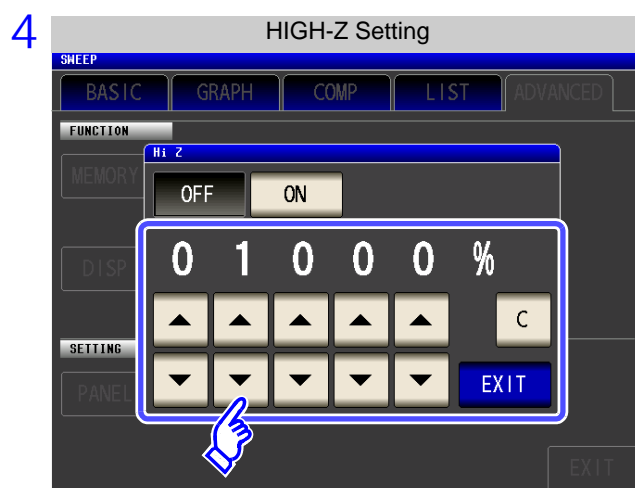 4
HIGH-Z Setting
SWEEP
BASIC GRAPH COMP LIST ADVANCED
FUNCTION
Hi Z
MEMORY
OFF ON
DISP
0 1 0 0 0 %
C
SETTING
PANEL
EXIT
EXIT